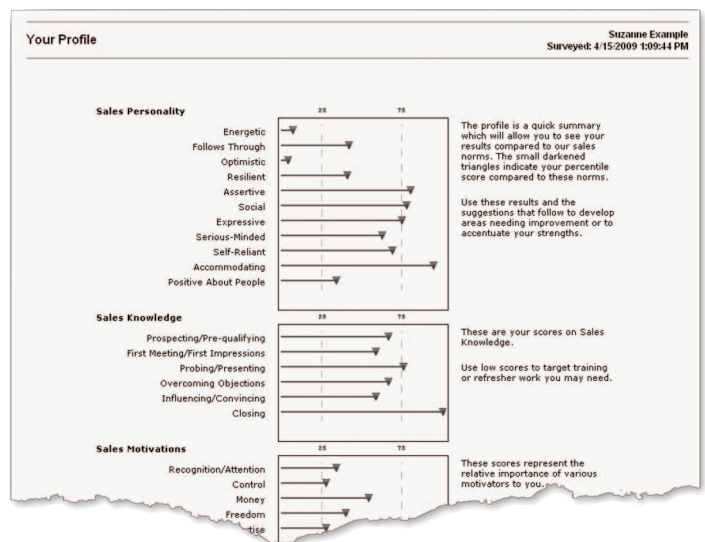 Your Profile
Suzanne Example
Surveyed: 4/15/2009 1:09:44 PM
Sales Personality
25 75
Energetic
Follows Through
Optimistic
Resilient
Assertive
Social
Expressive
Serious-Minded
Self-Reliant
Accommodating
Positive About People
The profile is a quick summary
which will allow you to see your
results compared to our sales
norms. The small darkened
triangles indicate your percentile
score compared to these norms.
Use these results and the
suggestions that follow to develop
areas needing improvement or to
accentuate your strengths.
Sales Knowledge
25 75
Prospecting/Pre-qualifying
First Meeting/First Impressions
Probing/Presenting
Overcoming Objections
Influencing/Convincing
Closing
These are your scores on Sales
Knowledge.
Use low scores to target training
or refresher work you may need.
Sales Motivations
25 75
Recognition/Attention
Control
Money
Freedom
These scores represent the
relative importance of various
motivators to you.